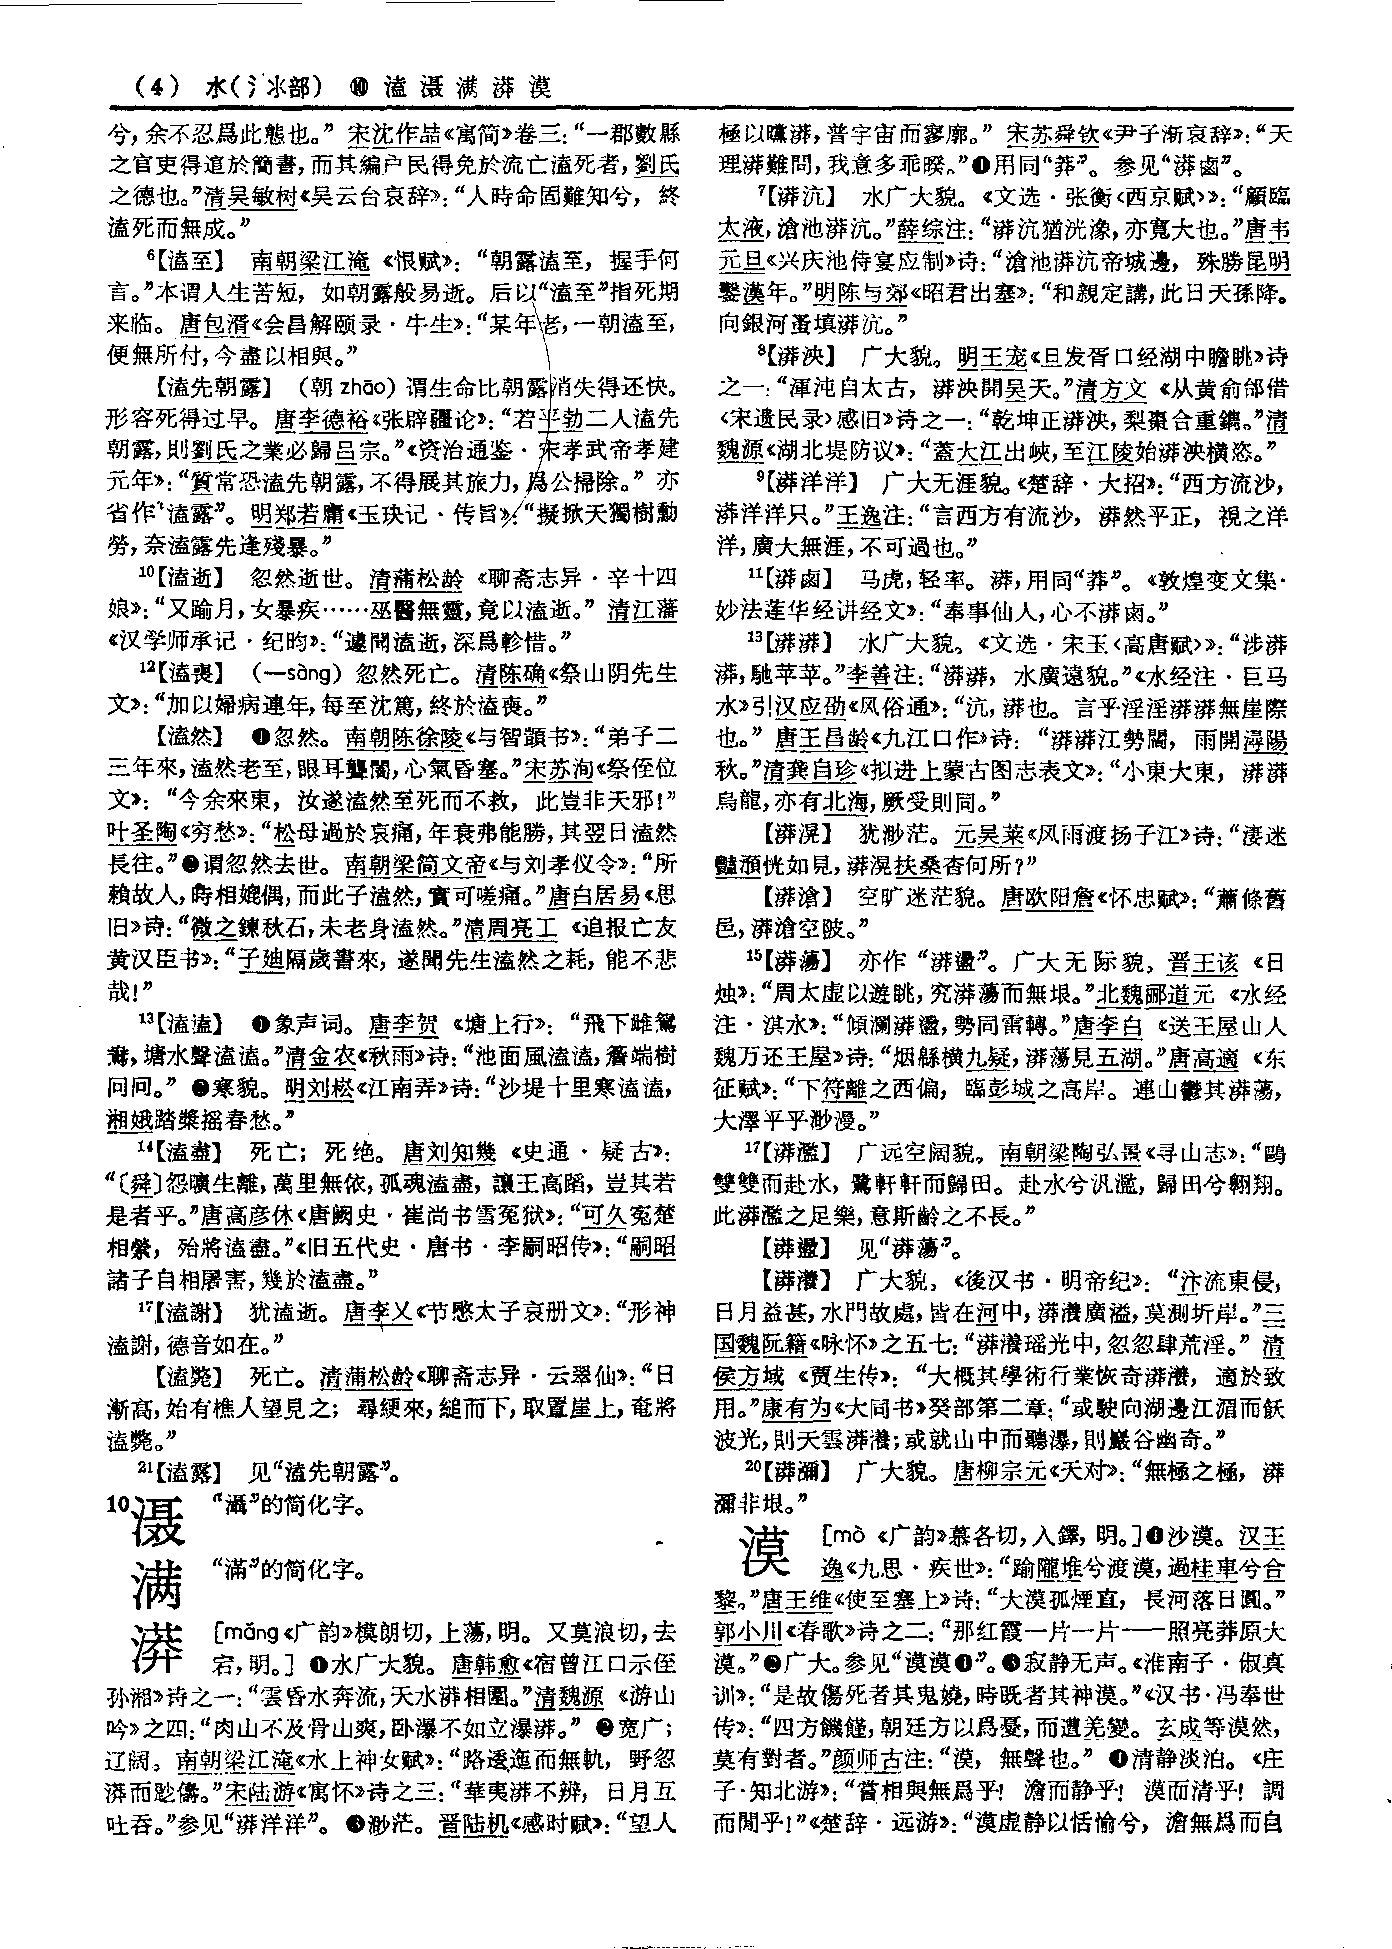 （4） 水（氵氺部） ⑩ 溘 滠 满 漭 漠
兮，余不忍爲此態也。” 宋沈作喆《寓简》卷三：“一郡數縣
之官吏得追於簡書，而其编户民得免於流亡溘死者，劉氏
之德也。”清吴敏树《吴云台哀辞》：“人時命固難知兮，終
溘死而無成。”
6【溘至】 南朝梁江淹《恨赋》：“朝露溘至，握手何
言。”本谓人生苦短，如朝露般易逝。后以“溘至”指死期
来临。唐包湑《会昌解颐录·牛生》：“某年老，一朝溘至，
便無所付，今盡以相與。”
【溘先朝露】（朝 zhāo）谓生命比朝露消失得还快。
形容死得过早。唐李德裕《张辟疆论》：“若平勃二人溘先
朝露，則劉氏之業必歸吕宗。”《资治通鉴·宋孝武帝孝建
元年》：“質常恐溘先朝露，不得展其旅力，爲公掃除。” 亦
省作“溘露”。明郑若庸《玉玦记·传旨》：“擬掀天獨樹勳
勞，奈溘露先逢殘暴。”
10【溘逝】 忽然逝世。清蒲松龄《聊斋志异·辛十四
娘》：“又踰月，女暴疾……巫醫無靈，竟以溘逝。” 清江藩
《汉学师承记·纪昀》：“遽聞溘逝，深爲軫惜。”
12【溘喪】（—sàng）忽然死亡。清陈确《祭山阴先生
文》：“加以婦病連年，每至沈篤，終於溘喪。”
【溘然】 ❶忽然。南朝陈徐陵《与智顗书》：“弟子二
三年來，溘然老至，眼耳聾闇，心氣昏塞。”宋苏洵《祭侄位
文》：“今余來東，汝遂溘然至死而不救，此豈非天邪！”
叶圣陶《穷愁》：“松母過於哀痛，年衰弗能勝，其翌日溘然
長往。”❷谓忽然去世。南朝梁简文帝《与刘孝仪令》：“所
賴故人，時相媲偶，而此子溘然，實可嗟痛。”唐白居易《思
旧》诗：“微之鍊秋石，未老身溘然。”清周亮工《追报亡友
黄汉臣书》：“子迪隔歲書來，遂聞先生溘然之耗，能不悲
哉！”
13【溘溘】 ❶象声词。唐李贺《塘上行》：“飛下雌鴛
鴦，塘水聲溘溘。”清金农《秋雨》诗：“池面風溘溘，簷端樹
冋冋。” ❷寒貌。明刘崧《江南弄》诗：“沙堤十里寒溘溘，
湘娥踏槳摇春愁。”
14【溘盡】 死亡；死绝。唐刘知幾《史通·疑古》：
“〔舜〕怨曠生離，萬里無依，孤魂溘盡，讓王高蹈，豈其若
是者乎。”唐高彦休《唐阙史·崔尚书雪冤狱》：“可久冤楚
相縈，殆將溘盡。”《旧五代史·唐书·李嗣昭传》：“嗣昭
諸子自相屠害，幾於溘盡。”
17【溘謝】 犹溘逝。唐李乂《节愍太子哀册文》：“形神
溘謝，德音如在。”
【溘斃】 死亡。清蒲松龄《聊斋志异·云翠仙》：“日
漸高，始有樵人望見之；尋綆來，縋而下，取置崖上，奄將
溘斃。”
21【溘露】 见“溘先朝露”。
10滠 “灄”的简化字。
满 “滿”的简化字。
漭 ［mǎng《广韵》模朗切，上蕩，明。又莫浪切，去
宕，明。］ ❶水广大貌。唐韩愈《宿曾江口示侄
孙湘》诗之一：“雲昏水奔流，天水漭相圍。”清魏源《游山
吟》之四：“肉山不及骨山爽，卧瀑不如立瀑漭。” ❷宽广；
辽阔。南朝梁江淹《水上神女赋》：“路逶迤而無軌，野忽
漭而尠儔。”宋陆游《寓怀》诗之三：“華夷漭不辨，日月互
吐吞。”参见“漭洋洋”。 ❸渺茫。晋陆机《感时赋》：“望人
極以曠漭，普宇宙而寥廓。” 宋苏舜钦《尹子渐哀辞》：“天
理漭難問，我意多乖暌。”❹用同“莽”。参见“漭鹵”。
7【漭沆】 水广大貌。《文选·张衡〈西京赋〉》：“顧臨
太液，滄池漭沆。”薛综注：“漭沆猶洸潒，亦寬大也。”唐韦
元旦《兴庆池侍宴应制》诗：“滄池漭沆帝城邊，殊勝昆明
鑿漢年。”明陈与郊《昭君出塞》：“和親定講，此日天孫降。
向銀河蚤填漭沆。”
8【漭泱】 广大貌。明王宠《旦发胥口经湖中瞻眺》诗
之一：“渾沌自太古，漭泱開吴天。”清方文《从黄俞邰借
〈宋遗民录〉感旧》诗之一：“乾坤正漭泱，梨棗合重鐫。”清
魏源《湖北堤防议》：“蓋大江出峽，至江陵始漭泱横恣。”
9【漭洋洋】 广大无涯貌。《楚辞·大招》：“西方流沙，
漭洋洋只。”王逸注：“言西方有流沙，漭然平正，視之洋
洋，廣大無涯，不可過也。”
11【漭鹵】 马虎，轻率。漭，用同“莽”。《敦煌变文集·
妙法莲华经讲经文》：“奉事仙人，心不漭鹵。”
13【漭漭】 水广大貌。《文选·宋玉〈高唐赋〉》：“涉漭
漭，馳苹苹。”李善注：“漭漭，水廣遠貌。”《水经注·巨马
水》引汉应劭《风俗通》：“沆，漭也。言乎淫淫漭漭無崖際
也。” 唐王昌龄《九江口作》诗：“漭漭江勢闊，雨開潯陽
秋。”清龚自珍《拟进上蒙古图志表文》：“小東大東，漭漭
烏龍，亦有北海，厥受則同。”
【漭滉】 犹渺茫。元吴莱《风雨渡扬子江》诗：“淒迷
豔預恍如見，漭滉扶桑杳何所？”
【漭滄】 空旷迷茫貌。唐欧阳詹《怀忠赋》：“蕭條舊
邑，漭滄空陂。”
15【漭蕩】 亦作“漭盪”。广大无际貌。晋王该《日
烛》：“周太虚以遊眺，究漭蕩而無垠。”北魏郦道元《水经
注·淇水》：“傾瀾漭盪，勢同雷轉。”唐李白《送王屋山人
魏万还王屋》诗：“烟緜横九疑，漭蕩見五湖。”唐高適《东
征赋》：“下符離之西偏，臨彭城之高岸。連山鬱其漭蕩，
大澤平乎渺漫。”
17【漭濫】 广远空阔貌。南朝梁陶弘景《寻山志》：“鷗
雙雙而赴水，鷺軒軒而歸田。赴水兮汎濫，歸田兮翱翔。
此漭濫之足樂，意斯齡之不長。”
【漭盪】 见“漭蕩”。
【漭瀁】 广大貌。《後汉书·明帝纪》：“汴流東侵，
日月益甚，水門故處，皆在河中，漭瀁廣溢，莫測圻岸。”三
国魏阮籍《咏怀》之五七：“漭瀁瑶光中，忽忽肆荒淫。” 清
侯方域《贾生传》：“大概其學術行業恢奇漭瀁，適於致
用。”康有为《大同书》癸部第二章：“或駛向湖邊江湄而飫
波光，則天雲漭瀁；或就山中而聽瀑，則巖谷幽奇。”
20【漭瀰】 广大貌。唐柳宗元《天对》：“無極之極，漭
瀰非垠。”
漠 ［mò 《广韵》慕各切，入鐸，明。］❶沙漠。汉王
逸《九思·疾世》：“踰隴堆兮渡漠，過桂車兮合
黎。”唐王维《使至塞上》诗：“大漠孤煙直，長河落日圓。”
郭小川《春歌》诗之二：“那红霞一片一片——照亮莽原大
漠。”❷广大。参见“漠漠❶”。❸寂静无声。《淮南子·俶真
训》：“是故傷死者其鬼嬈，時既者其神漠。”《汉书·冯奉世
传》：“四方饑饉，朝廷方以爲憂，而遭羌變。玄成等漠然，
莫有對者。”颜师古注：“漠，無聲也。” ❹清静淡泊。《庄
子·知北游》：“嘗相與無爲乎！澹而静乎！漠而清乎！調
而閒乎！”《楚辞·远游》：“漠虚静以恬愉兮，澹無爲而自